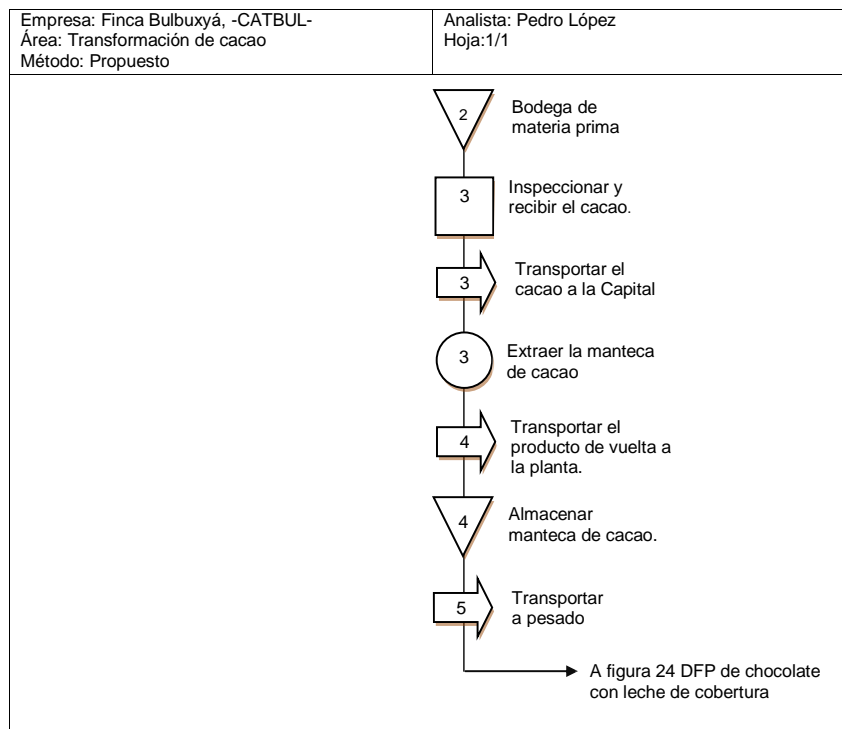 Empresa: Finca Bulbuxyá, -CATBUL-
Área: Transformación de cacao
Método: Propuesto
Analista: Pedro López
Hoja:1/1
2
Bodega de
materia prima
3
Inspeccionar y
recibir el cacao.
3
Transportar el
cacao a la Capital
3
Extraer la manteca
de cacao
4
Transportar el
producto de vuelta a
la planta.
4
Almacenar
manteca de cacao.
5
Transportar
a pesado
A figura 24 DFP de chocolate
con leche de cobertura